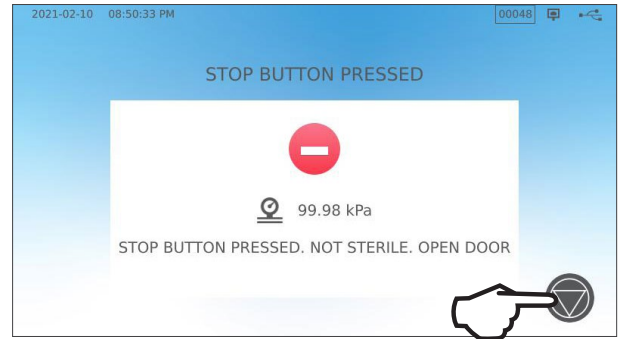 2021-02-10 08:50:33 PM 00048
STOP BUTTON PRESSED
99.98 kPa
STOP BUTTON PRESSED. NOT STERILE. OPEN DOOR